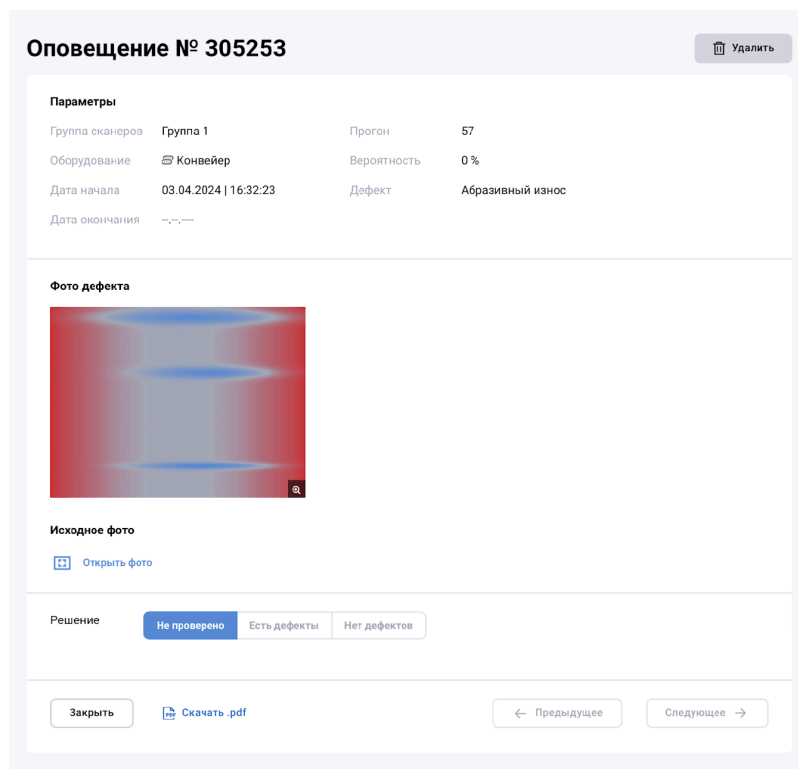 Оповещение № 305253
Удалить
Параметры
Группа сканеров Группа 1 Прогон 57
Оборудование Конвейер Вероятность 0 %
Дата начала 03.04.2024 | 16:32:23 Дефект Абразивный износ
Дата окончания --.--.----
Фото дефекта
Исходное фото
Открыть фото
Решение Не проверено Есть дефекты Нет дефектов
Закрыть PDF Скачать .pdf ← Предыдущее Следующее →